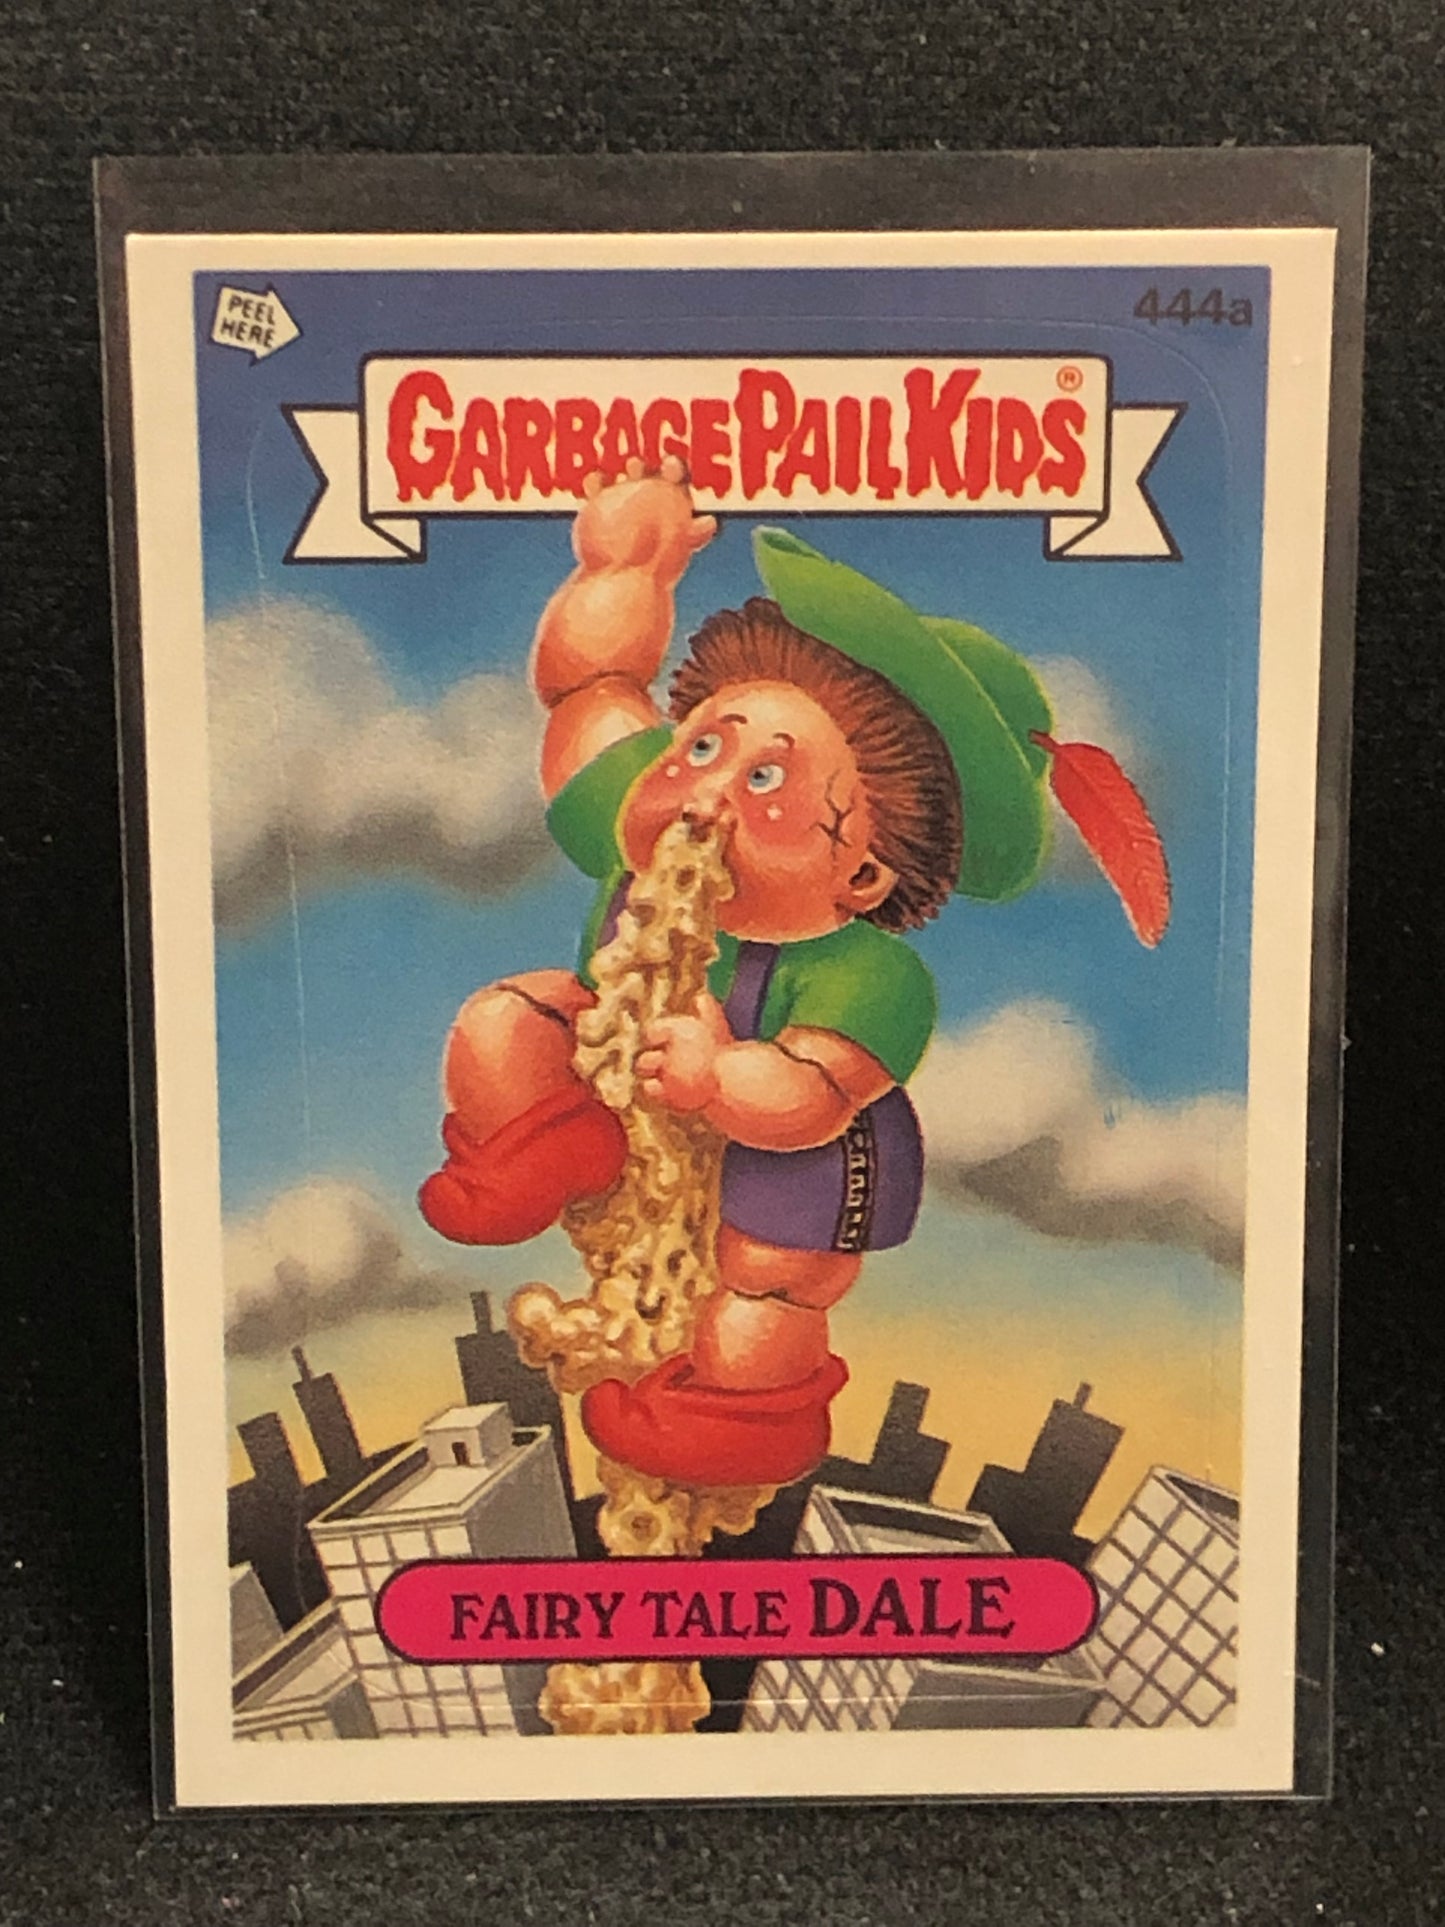 PEEL
HERE
444a
GARBAGE PAIL KIDS®
FAIRY TALE DALE